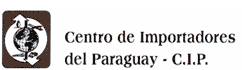 Centro de Importadores
del Paraguay - C.I.P.